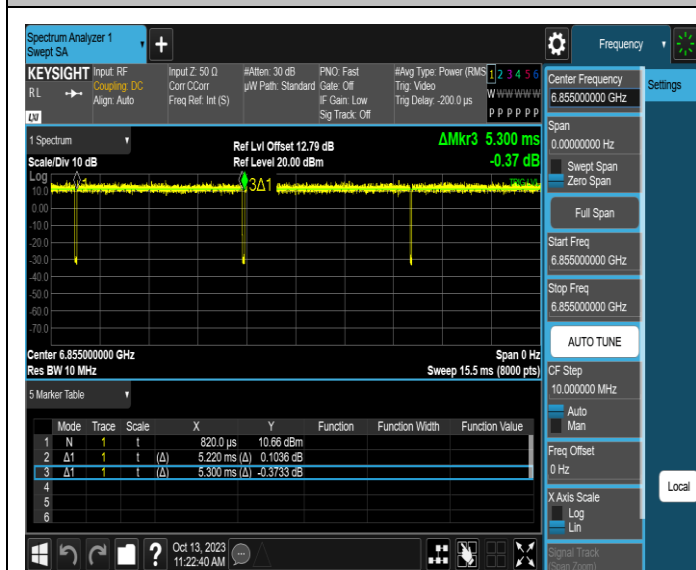 Spectrum Analyzer 1
Swept SA
Frequency
KEYSIGHT
RL
LXI
Input: RF
Coupling: DC
Align: Auto
Input Z: 50 Ω
Corr CCorr
Freq Ref: Int (S)
#Atten: 30 dB
µW Path: Standard
PNO: Fast
Gate: Off
IF Gain: Low
Sig Track: Off
#Avg Type: Power (RMS
Trig: Video
Trig Delay: -200.0 µs
1 2 3 4 5 6
W W W W W W
P P P P P P
1 Spectrum
Scale/Div 10 dB
Ref Lvl Offset 12.79 dB
Ref Level 20.00 dBm
ΔMkr3 5.300 ms
-0.37 dB
Log
10.0
0.00
-10.0
-20.0
-30.0
-40.0
-50.0
-60.0
-70.0
1
3Δ1
TRIG LVL
Center 6.855000000 GHz
Res BW 10 MHz
Span 0 Hz
Sweep 15.5 ms (8000 pts)
5 Marker Table
Mode Trace Scale X Y Function Function Width Function Value
1 N 1 t 820.0 µs 10.66 dBm
2 Δ1 1 t (Δ) 5.220 ms (Δ) 0.1036 dB
3 Δ1 1 t (Δ) 5.300 ms (Δ) -0.3733 dB
4
5
6
Oct 13, 2023
11:22:40 AM
Center Frequency
6.855000000 GHz
Span
0.00000000 Hz
Swept Span
Zero Span
Full Span
Start Freq
6.855000000 GHz
Stop Freq
6.855000000 GHz
AUTO TUNE
CF Step
10.000000 MHz
Auto
Man
Freq Offset
0 Hz
X Axis Scale
Log
Lin
Signal Track
(Span Zoom)
Settings
Local